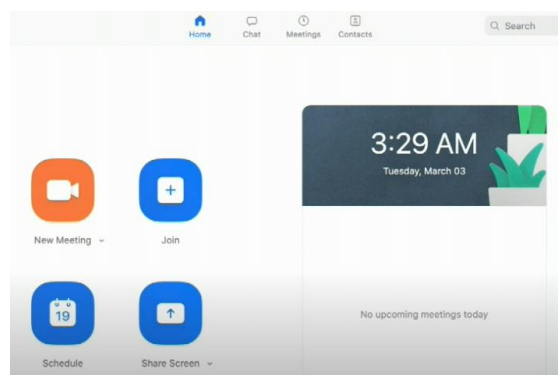 Home Chat Meetings Contacts
Search
3:29 AM
Tuesday, March 03
New Meeting
Join
19
Schedule
Share Screen
No upcoming meetings today